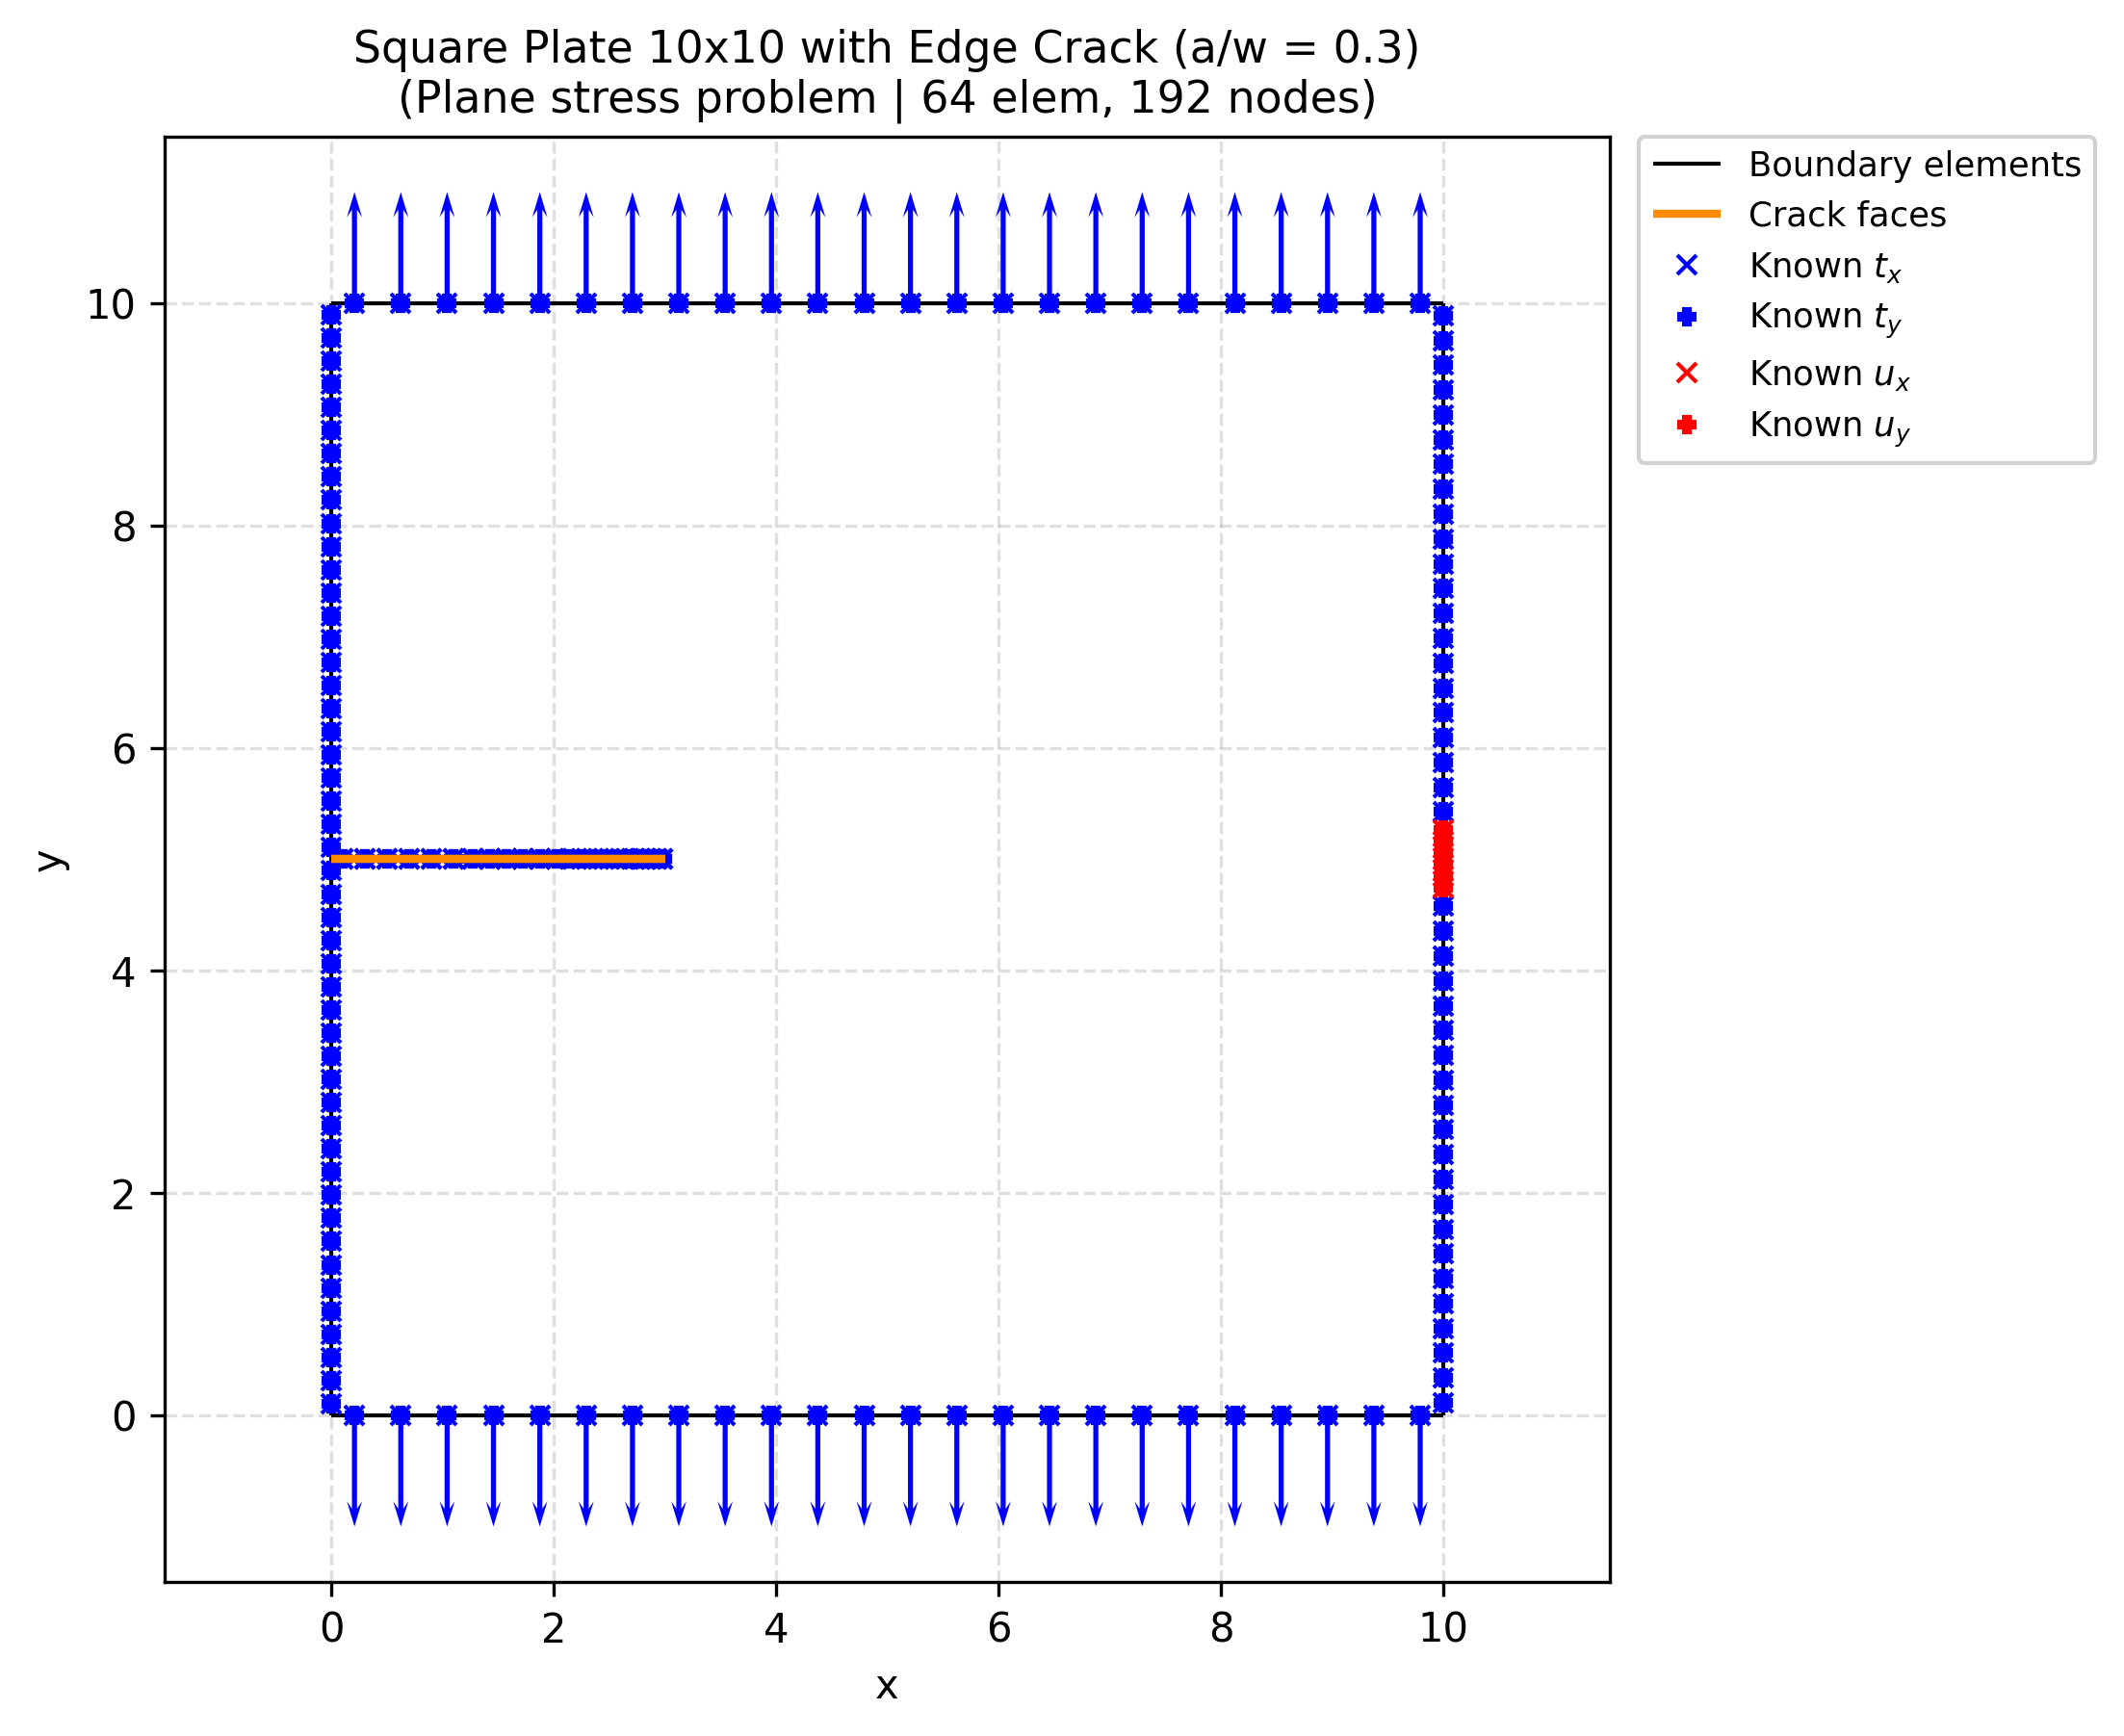 Square Plate 10x10 with Edge Crack (a/w = 0.3)
(Plane stress problem | 64 elem, 192 nodes)
Boundary elements
Crack faces
Known $t_x$
Known $t_y$
Known $u_x$
Known $u_y$
10
8
6
4
2
0
y
0 2 4 6 8 10
x